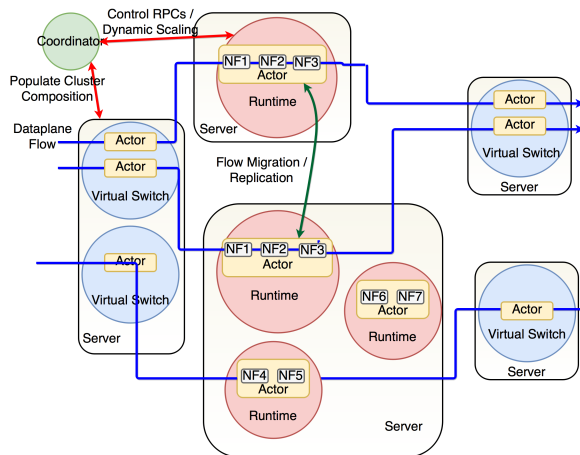 Control RPCs /
Dynamic Scaling
Coordinator
Populate Cluster
Composition
NF1 NF2 NF3
Actor
Runtime
Server
Dataplane
Flow
Actor
Actor
Virtual Switch
Actor
Virtual Switch
Server
Flow Migration /
Replication
Actor
Actor
Virtual Switch
Server
NF1 NF2 NF3
Actor
Runtime
NF6 NF7
Actor
Runtime
NF4 NF5
Actor
Runtime
Server
Actor
Virtual Switch
Server